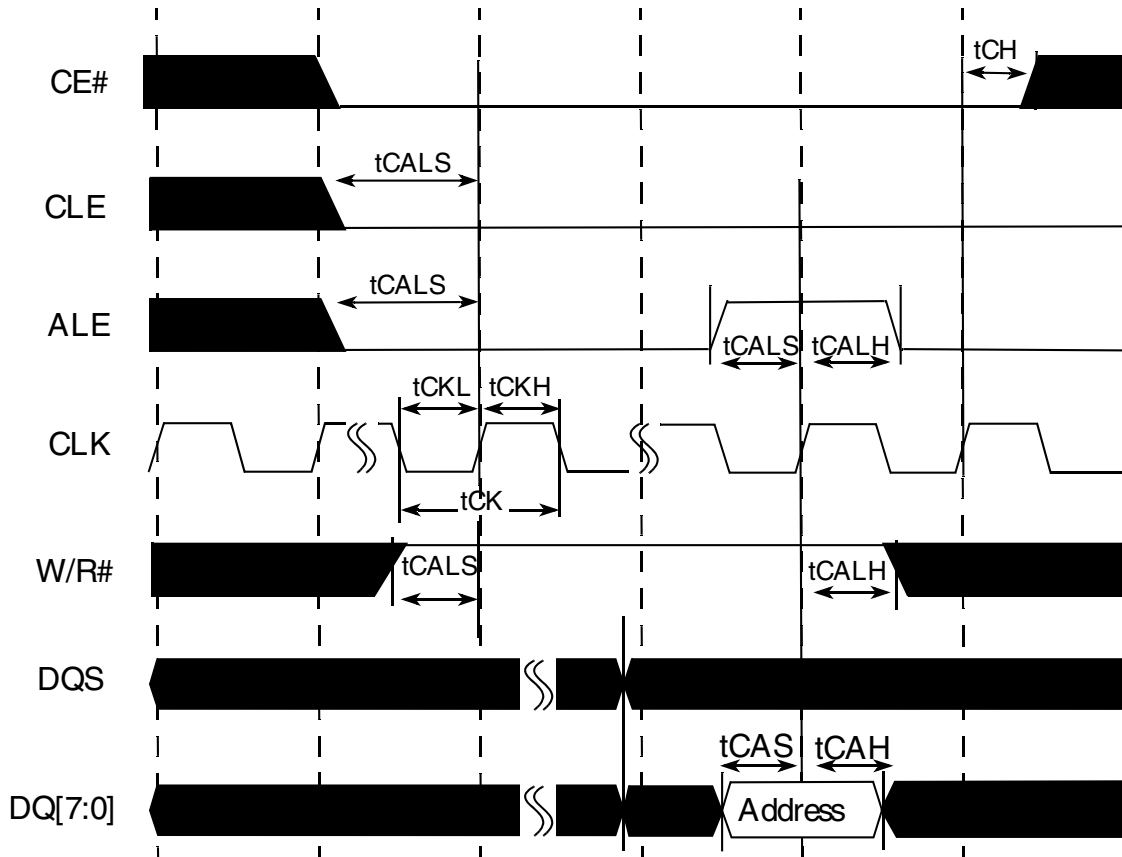 CE#
tCH
CLE
tCALS
ALE
tCALS
tCALS
tCALH
CLK
tCKL
tCKH
tCK
W/R#
tCALS
tCALH
DQS
DQ[7:0]
tCAS
tCAH
Address